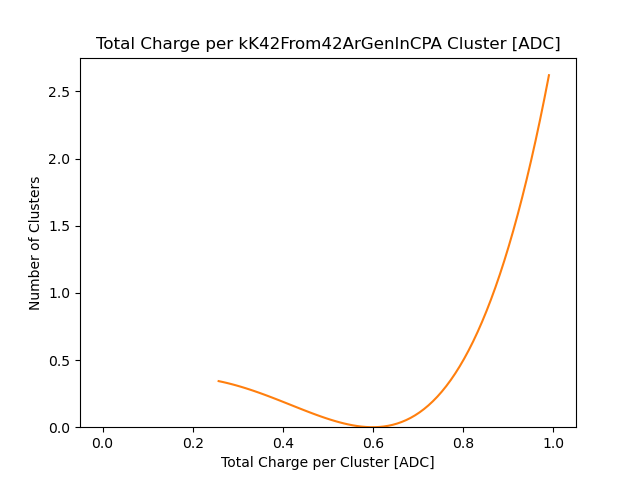 Total Charge per kK42From42ArGenInCPA Cluster [ADC]
Number of Clusters
2.5
2.0
1.5
1.0
0.5
0.0
0.0 0.2 0.4 0.6 0.8 1.0
Total Charge per Cluster [ADC]